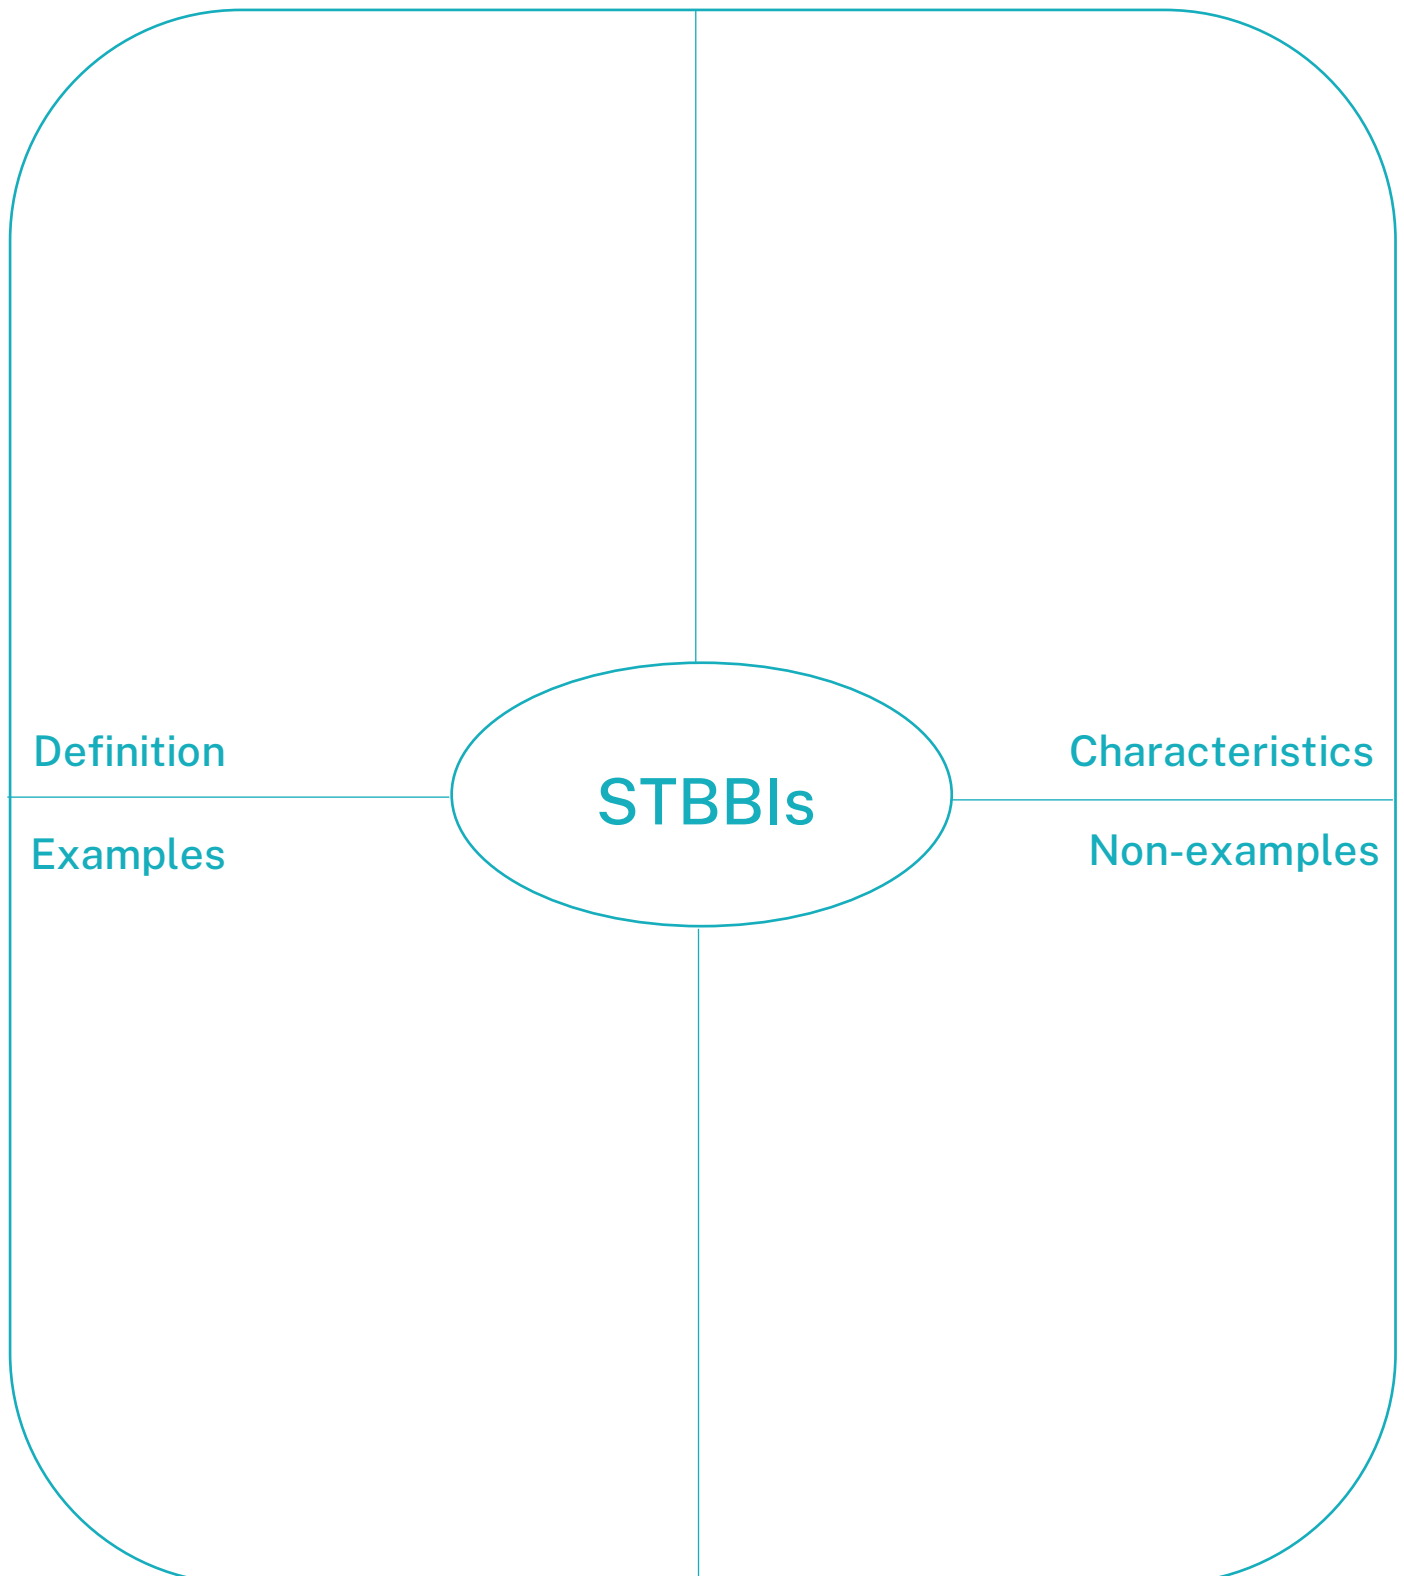 Definition
Characteristics
STBBIs
Examples
Non-examples